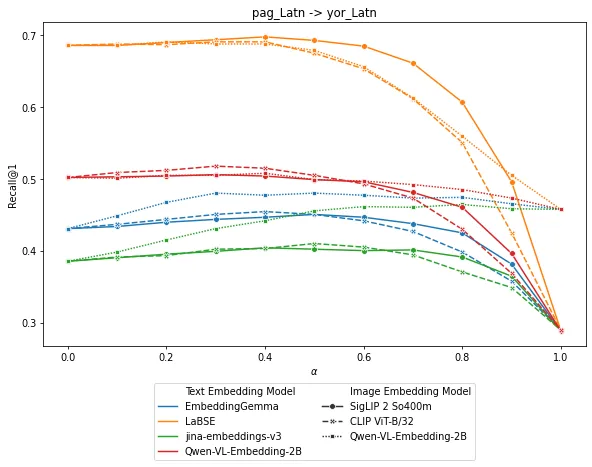 pag_Latn -> yor_Latn
Recall@1
0.7
0.6
0.5
0.4
0.3
0.0 0.2 0.4 0.6 0.8 1.0
α
Text Embedding Model Image Embedding Model
EmbeddingGemma SigLIP 2 So400m
LaBSE CLIP ViT-B/32
jina-embeddings-v3 Qwen-VL-Embedding-2B
Qwen-VL-Embedding-2B